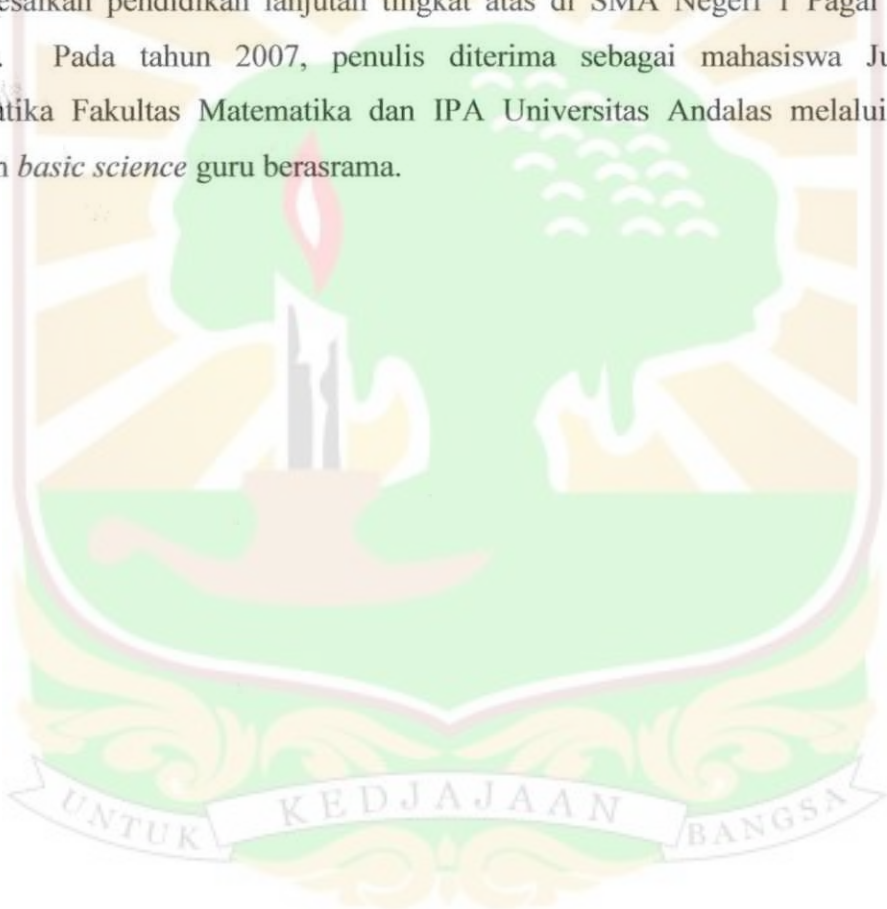 esaikan pendidikan lanjutan tingkat atas di SMA Negeri 1 Pagai
. Pada tahun 2007, penulis diterima sebagai mahasiswa Ju
tika Fakultas Matematika dan IPA Universitas Andalas melalui
basic science guru berasrama.
UNTUK KEDJAJAAN BANGSA